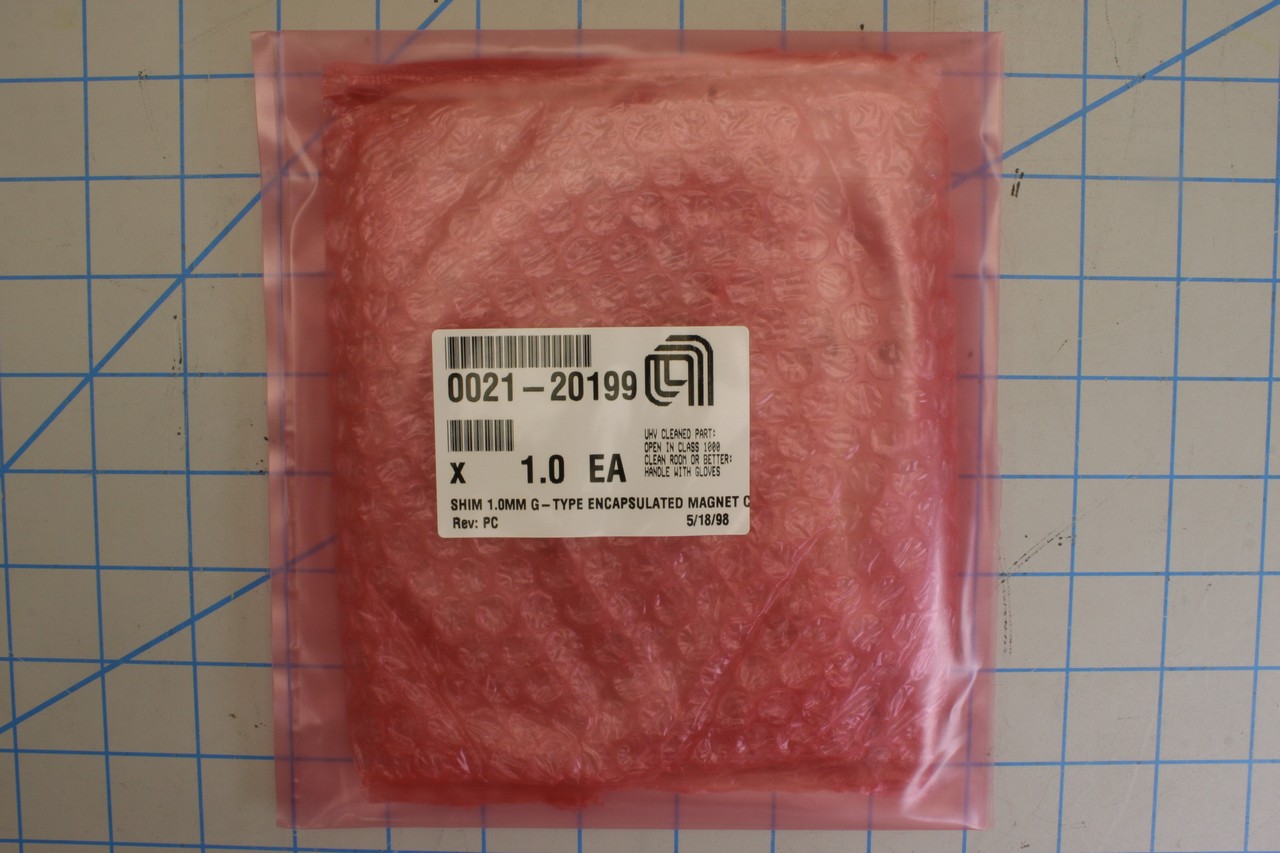 0021-20199
UHV CLEANED PART:
OPEN IN CLASS 1000
CLEAN ROOM OR BETTER:
HANDLE WITH GLOVES
X 1.0 EA
SHIM 1.0MM G-TYPE ENCAPSULATED MAGNET C
Rev: PC 5/18/98